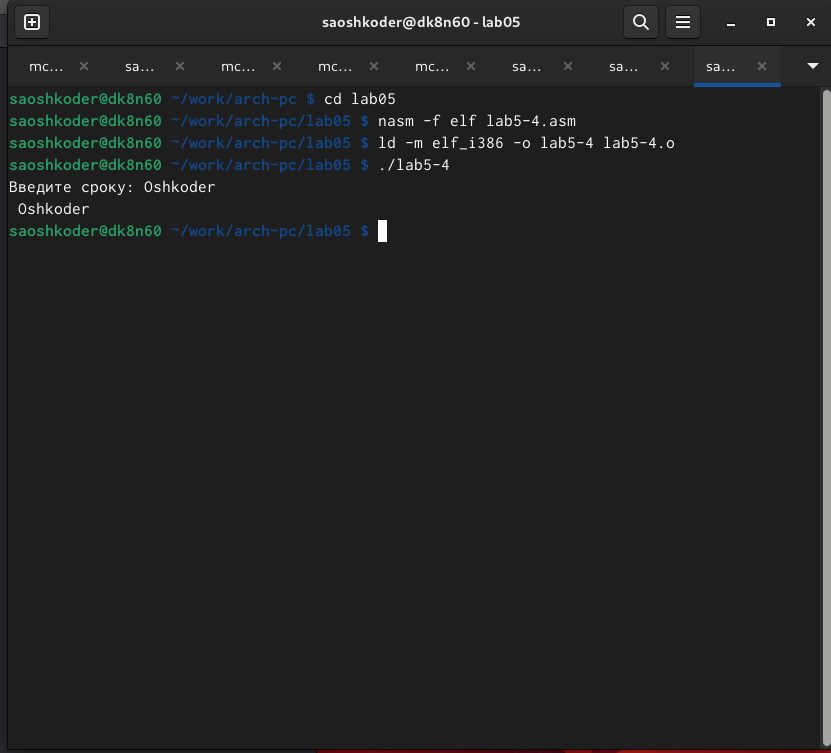 saoshkoder@dk8n60 - lab05
mc... sa... mc... mc... mc... sa... sa... sa...
saoshkoder@dk8n60 ~/work/arch-pc $ cd lab05
saoshkoder@dk8n60 ~/work/arch-pc/lab05 $ nasm -f elf lab5-4.asm
saoshkoder@dk8n60 ~/work/arch-pc/lab05 $ ld -m elf_i386 -o lab5-4 lab5-4.o
saoshkoder@dk8n60 ~/work/arch-pc/lab05 $ ./lab5-4
Введите сроку: Oshkoder
 Oshkoder
saoshkoder@dk8n60 ~/work/arch-pc/lab05 $